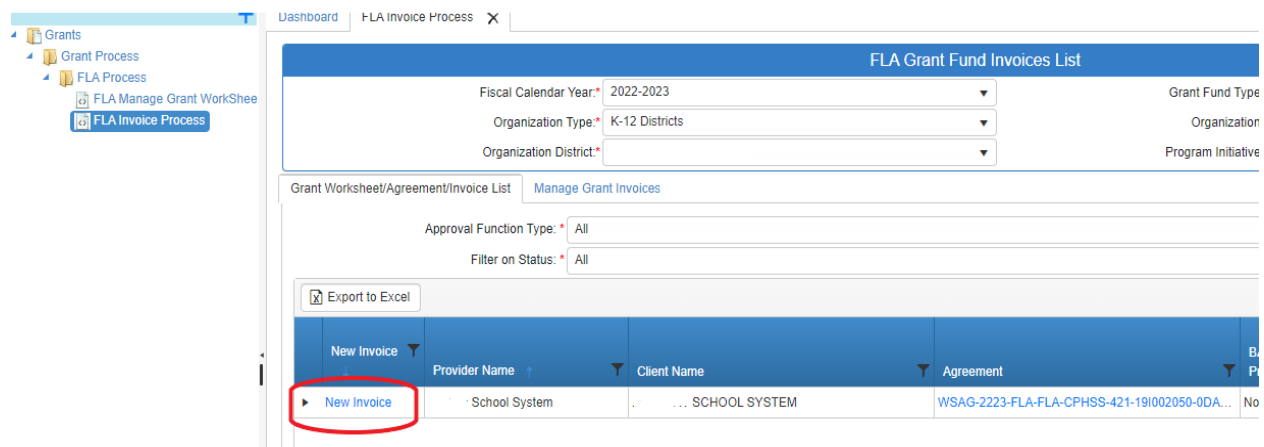 Dashboard FLA Invoice Process X
Grants
Grant Process
FLA Process
FLA Manage Grant WorkShee
FLA Invoice Process
FLA Grant Fund Invoices List
Fiscal Calendar Year:* 2022-2023 Grant Fund Type
Organization Type:* K-12 Districts Organization
Organization District:* Program Initiative
Grant Worksheet/Agreement/Invoice List Manage Grant Invoices
Approval Function Type: * All
Filter on Status: * All
Export to Excel
New Invoice Provider Name Client Name Agreement
New Invoice School System . ... SCHOOL SYSTEM WSAG-2223-FLA-FLA-CPHSS-421-19I002050-0DA... No